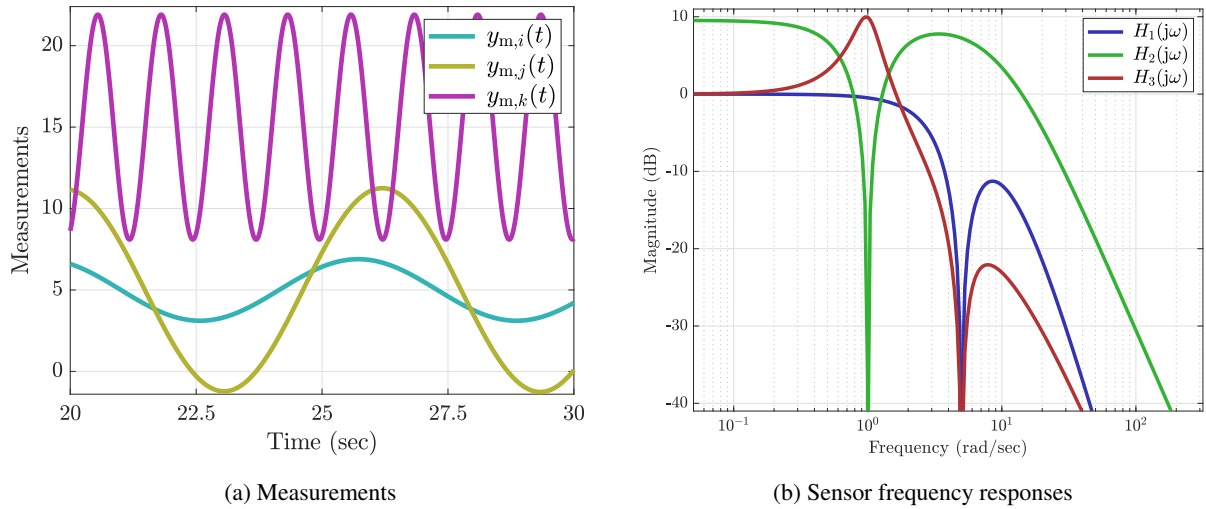 Measurements
20
15
10
5
0
20
22.5
25
27.5
30
Time (sec)
y_{m,i}(t)
y_{m,j}(t)
y_{m,k}(t)
(a) Measurements
Magnitude (dB)
10
0
-10
-20
-30
-40
10^{-1}
10^{0}
10^{1}
10^{2}
Frequency (rad/sec)
H_1(jω)
H_2(jω)
H_3(jω)
(b) Sensor frequency responses